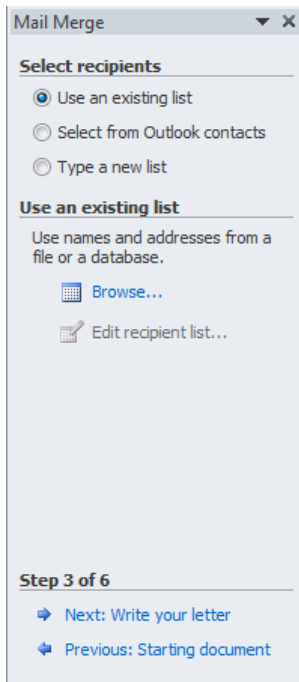 Mail Merge
Select recipients
Use an existing list
Select from Outlook contacts
Type a new list
Use an existing list
Use names and addresses from a
file or a database.
Browse...
Edit recipient list...
Step 3 of 6
Next: Write your letter
Previous: Starting document